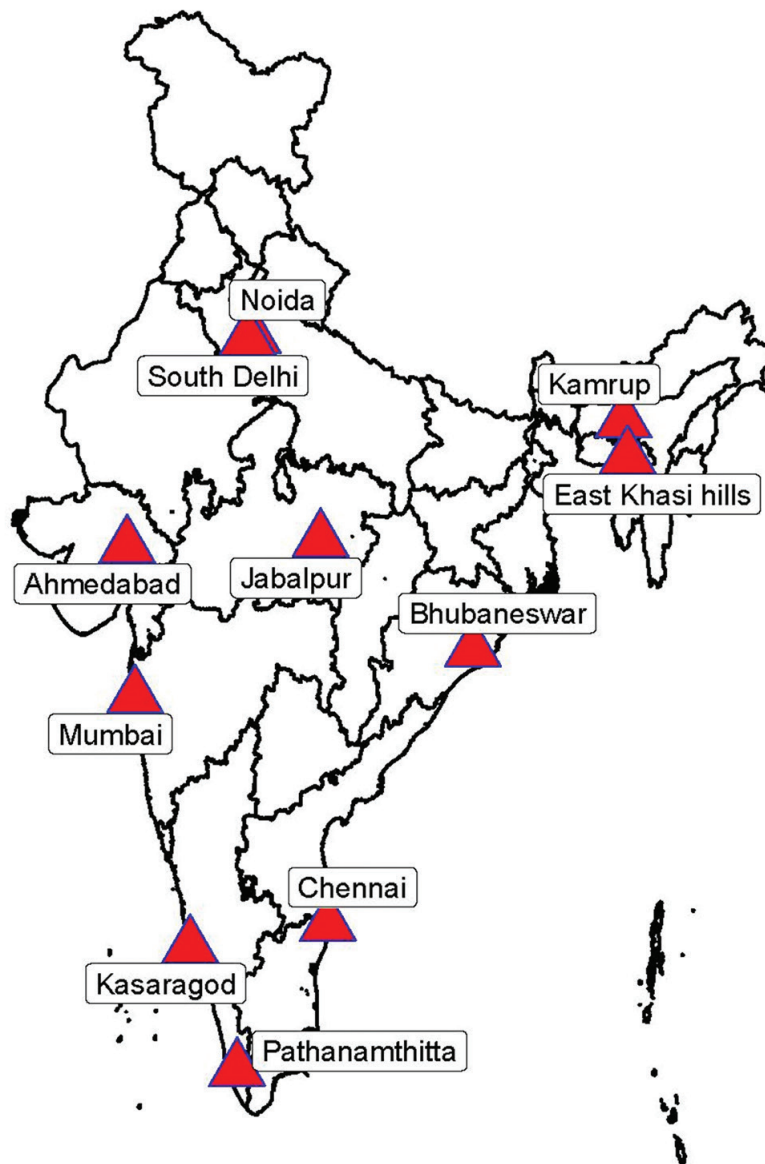 Noida
South Delhi
Kamrup
East Khasi hills
Ahmedabad
Jabalpur
Bhubaneswar
Mumbai
Chennai
Kasaragod
Pathanamthitta